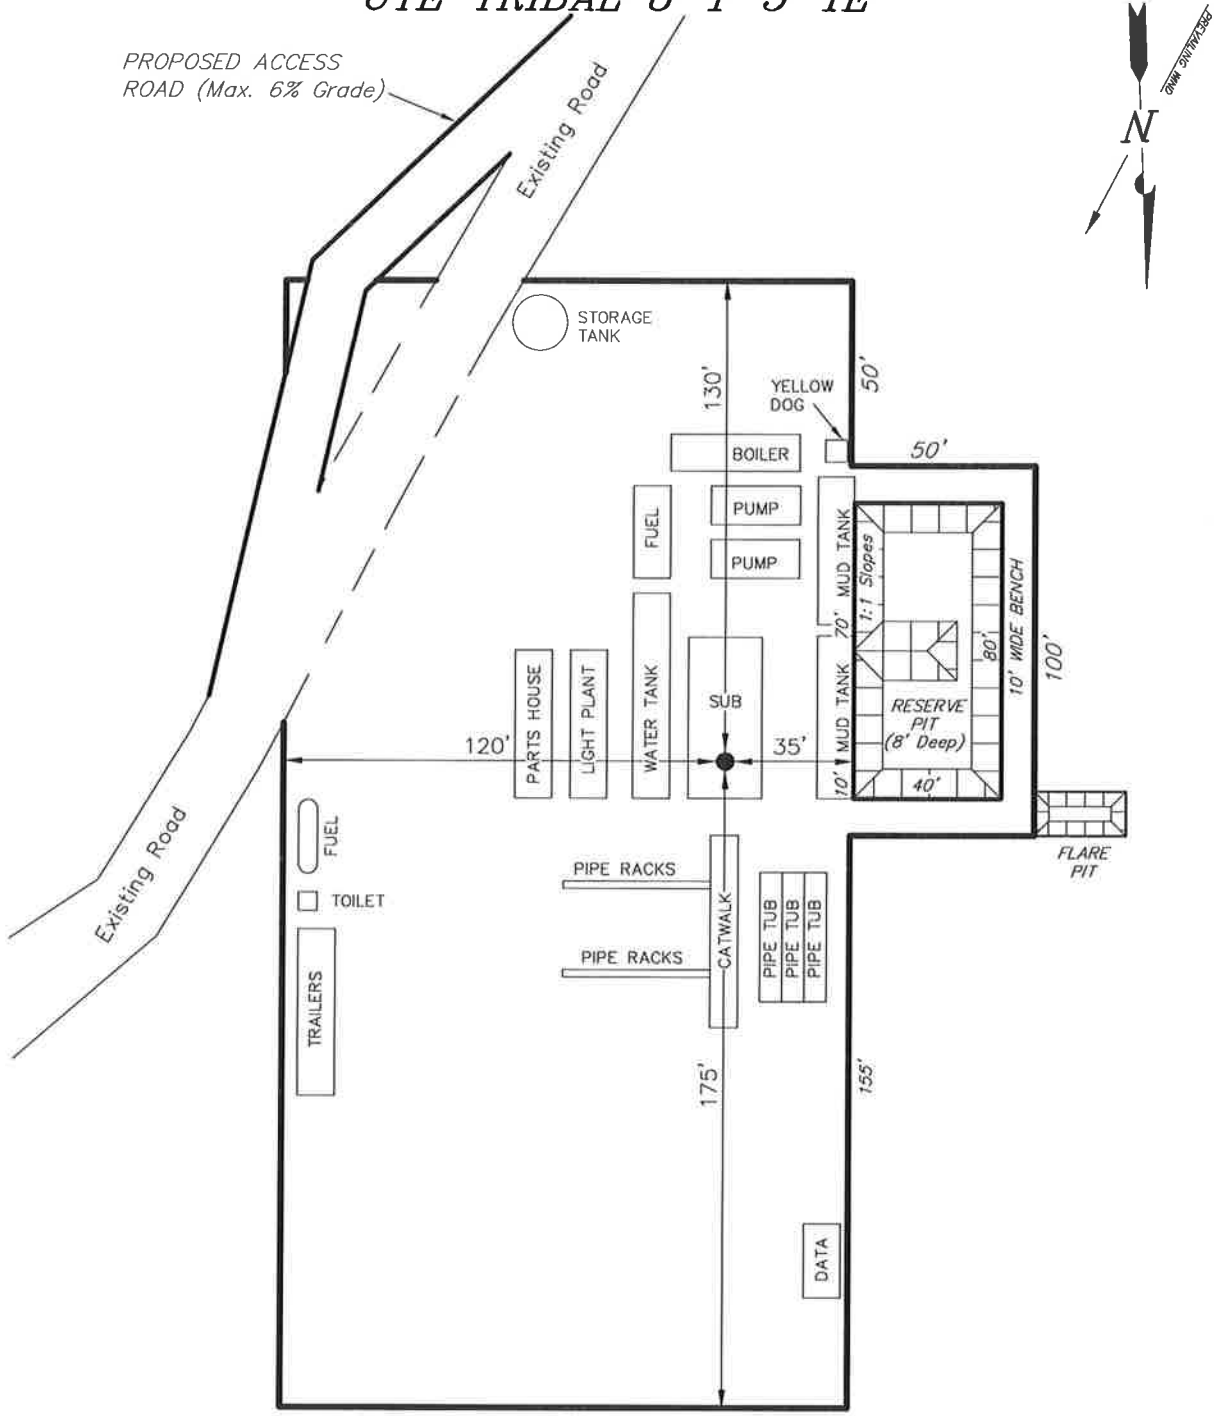 PROPOSED ACCESS
ROAD (Max. 6% Grade)
Existing Road
PREVAILING WIND
N
STORAGE
TANK
130'
YELLOW
DOG
50'
50'
BOILER
FUEL
PUMP
PUMP
MUD TANK
70'
1:1 Slopes
10' WIDE BENCH
80'
100'
PARTS HOUSE
LIGHT PLANT
WATER TANK
SUB
MUD TANK
RESERVE
PIT
(8' Deep)
120'
35'
10'
40'
FLARE
PIT
Existing Road
FUEL
TOILET
TRAILERS
PIPE RACKS
PIPE RACKS
CATWALK
PIPE TUB
PIPE TUB
PIPE TUB
175'
155'
DATA